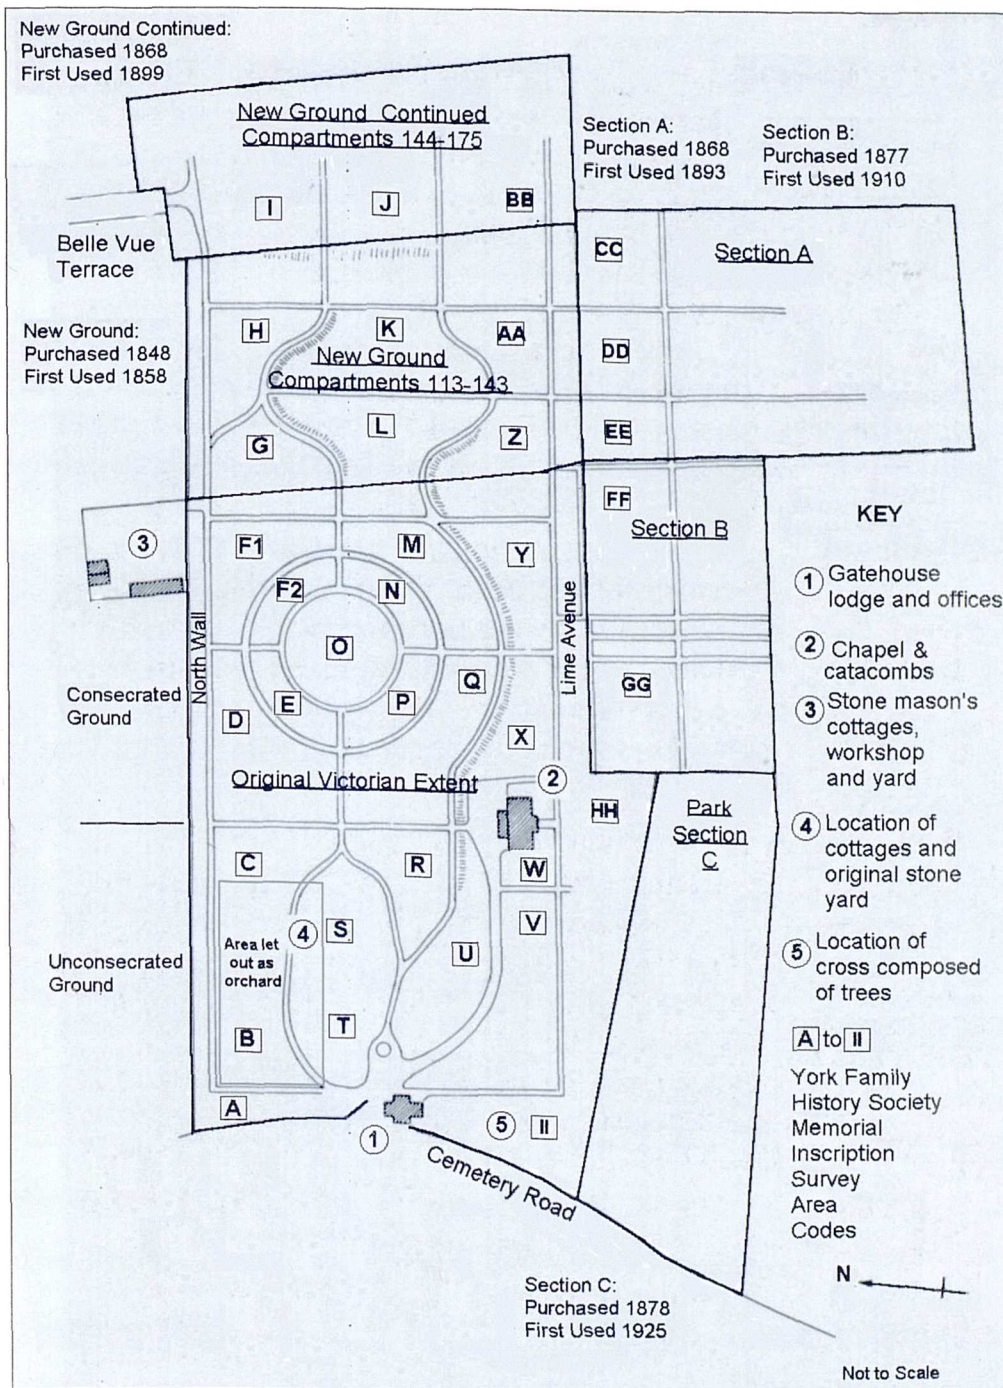 New Ground Continued:
Purchased 1868
First Used 1899
New Ground Continued
Compartments 144-175
Section A:
Purchased 1868
First Used 1893
Section B:
Purchased 1877
First Used 1910
I
J
BB
Belle Vue
Terrace
CC
Section A
New Ground:
Purchased 1848
First Used 1858
H
K
AA
DD
New Ground
Compartments 113-143
G
L
Z
EE
FF
Section B
3
F1
M
Y
F2
N
O
North Wall
Lime Avenue
Consecrated
Ground
D
E
P
Q
X
GG
Original Victorian Extent
2
HH
Park
Section
C
C
R
W
Area let
out as
orchard
4
S
U
V
Unconsecrated
Ground
B
T
A
1
5
II
Cemetery Road
KEY
1 Gatehouse
lodge and offices
2 Chapel &
catacombs
3 Stone mason's
cottages,
workshop
and yard
4 Location of
cottages and
original stone
yard
5 Location of
cross composed
of trees
A to II
York Family
History Society
Memorial
Inscription
Survey
Area
Codes
N
Section C:
Purchased 1878
First Used 1925
Not to Scale